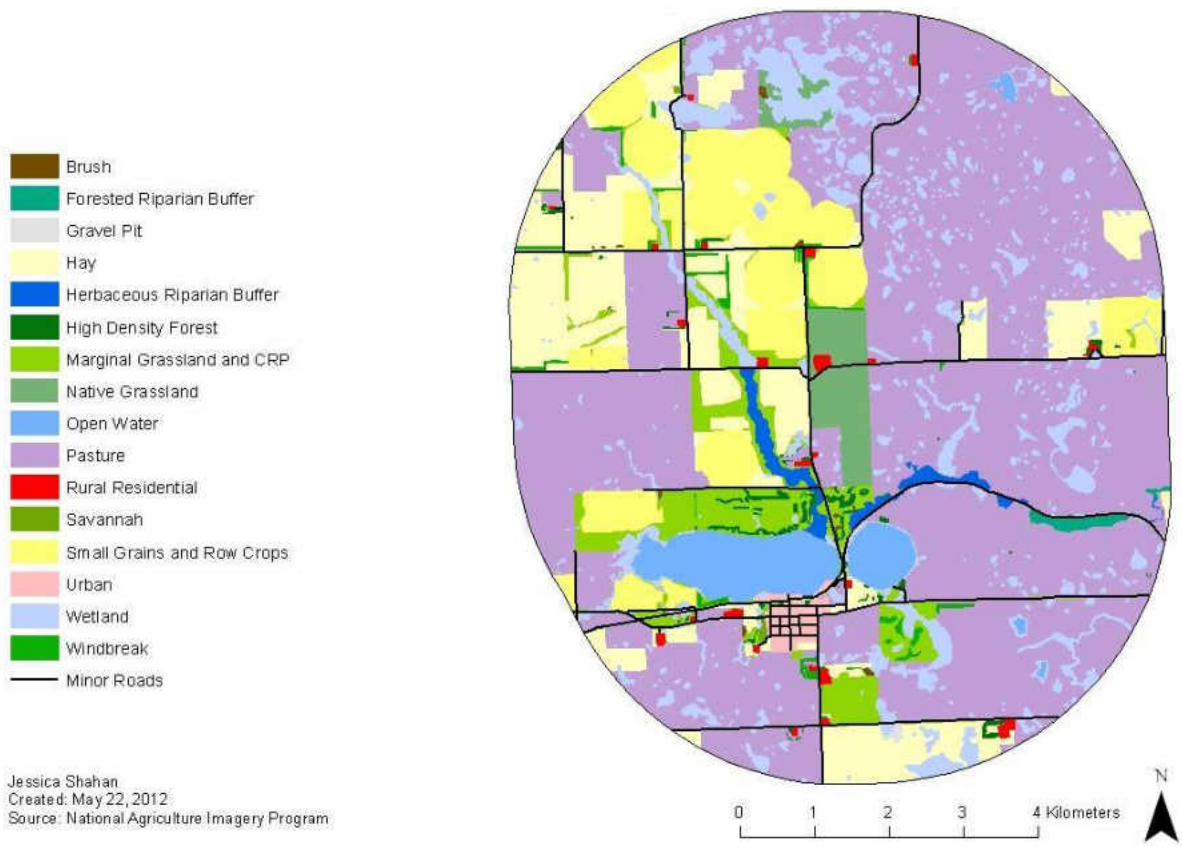 Brush
Forested Riparian Buffer
Gravel Pit
Hay
Herbaceous Riparian Buffer
High Density Forest
Marginal Grassland and CRP
Native Grassland
Open Water
Pasture
Rural Residential
Savannah
Small Grains and Row Crops
Urban
Wetland
Windbreak
Minor Roads
Jessica Shahan
Created: May 22, 2012
Source: National Agriculture Imagery Program
0 1 2 3 4 Kilometers
N